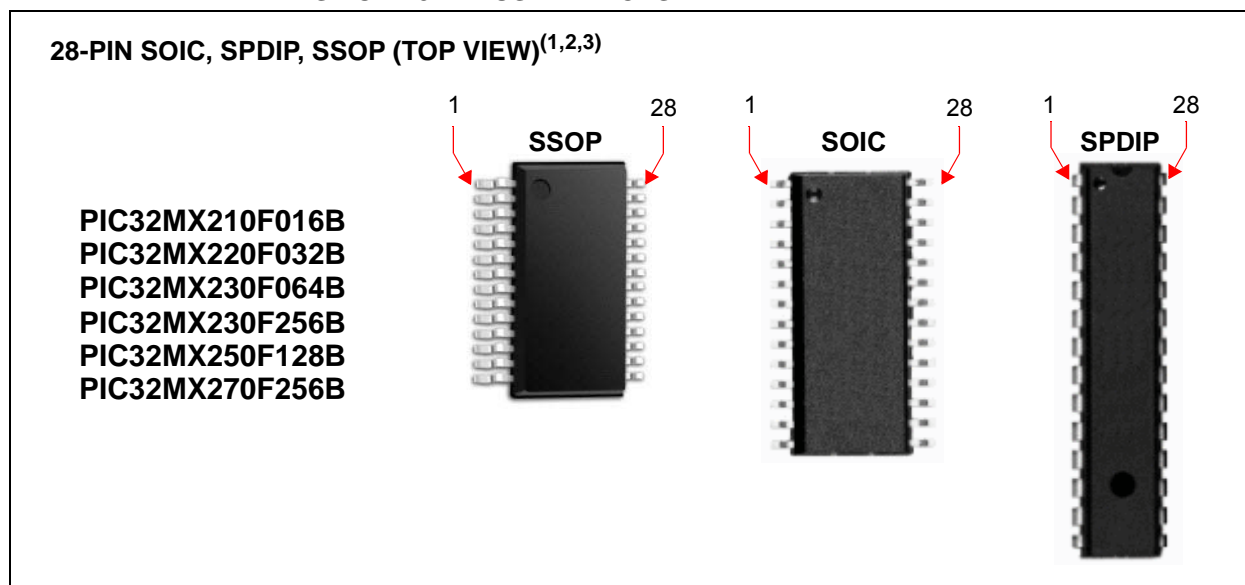 28-PIN SOIC, SPDIP, SSOP (TOP VIEW)(1,2,3)
1 28 1 28 1 28
SSOP SOIC SPDIP
PIC32MX210F016B
PIC32MX220F032B
PIC32MX230F064B
PIC32MX230F256B
PIC32MX250F128B
PIC32MX270F256B